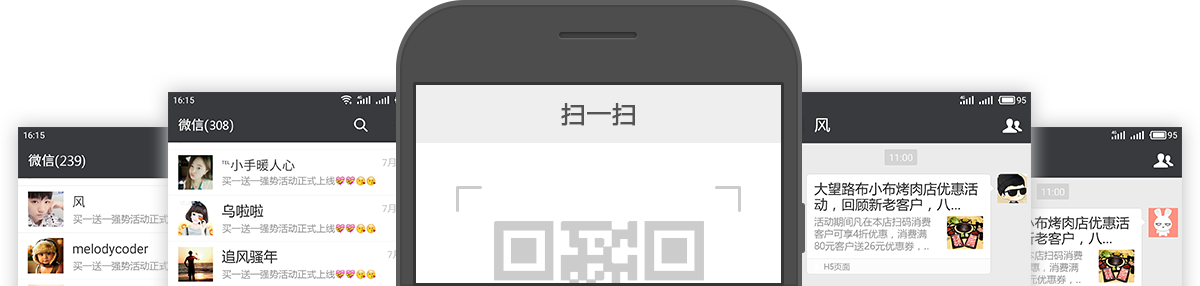 16:15
微信(239)
风
买一送一强势活动正式
melodycoder
买一送一强势活动正式
16:15
微信(308)
℡小手暖人心
7月
买一送一强势活动正式上线
乌啦啦
7月
买一送一强势活动正式上线
追风骚年
7
买一送一强势活动正式上线
扫一扫
4G
95
风
11:00
大望路布小布烤肉店优惠活
动，回顾新老客户，八...
活动期间凡在本店扫码消费
客户可享4折优惠，消费满
80元客户送26元优惠券，..
H5页面
4G
95
11:00
小布烤肉店优惠活
新老客户，八...
本店扫码消费
优惠，消费满
元优惠券，..